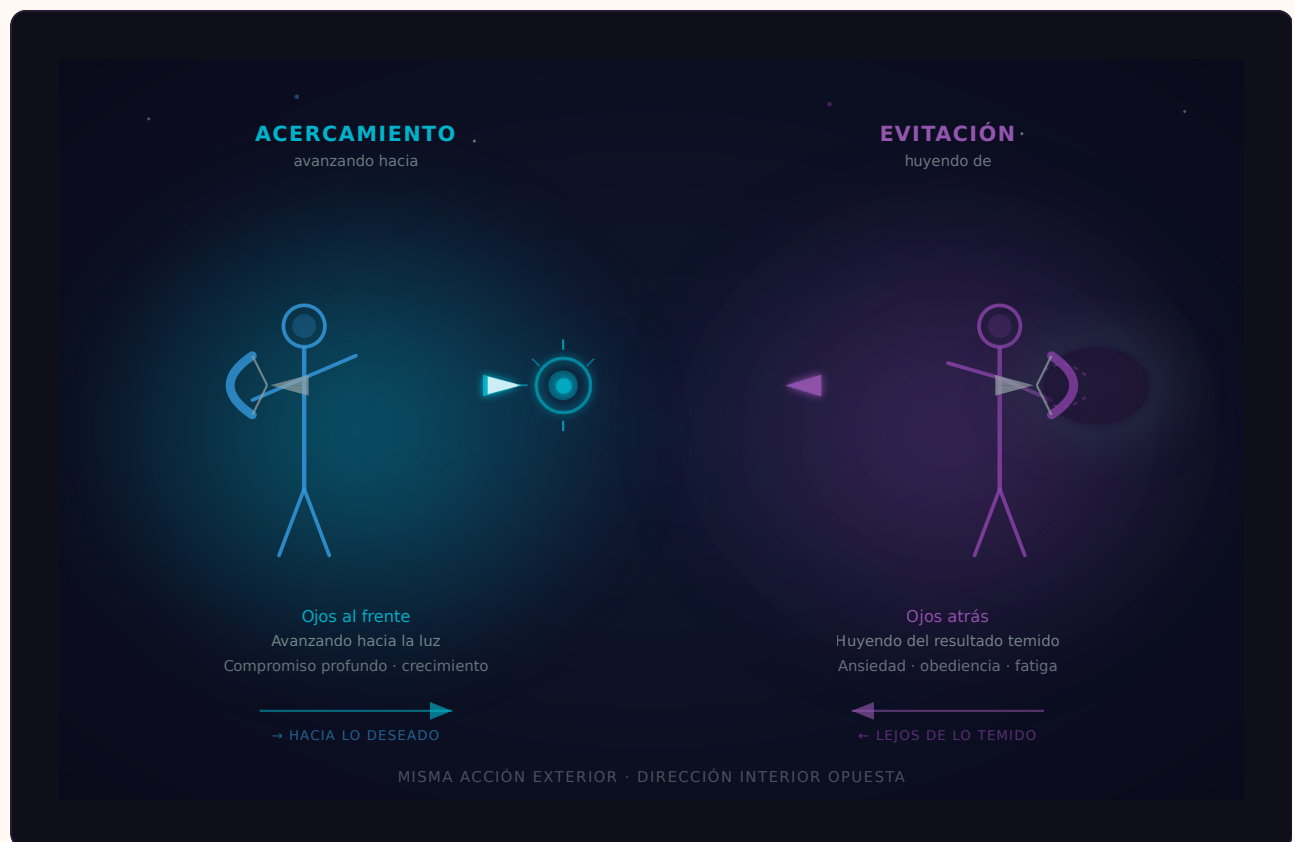 ACERCAMIENTO
avanzando hacia
EVITACIÓN
huyendo de
Ojos al frente
Avanzando hacia la luz
Compromiso profundo · crecimiento
→ HACIA LO DESEADO
Ojos atrás
Huyendo del resultado temido
Ansiedad · obediencia · fatiga
← LEJOS DE LO TEMIDO
MISMA ACCIÓN EXTERIOR · DIRECCIÓN INTERIOR OPUESTA